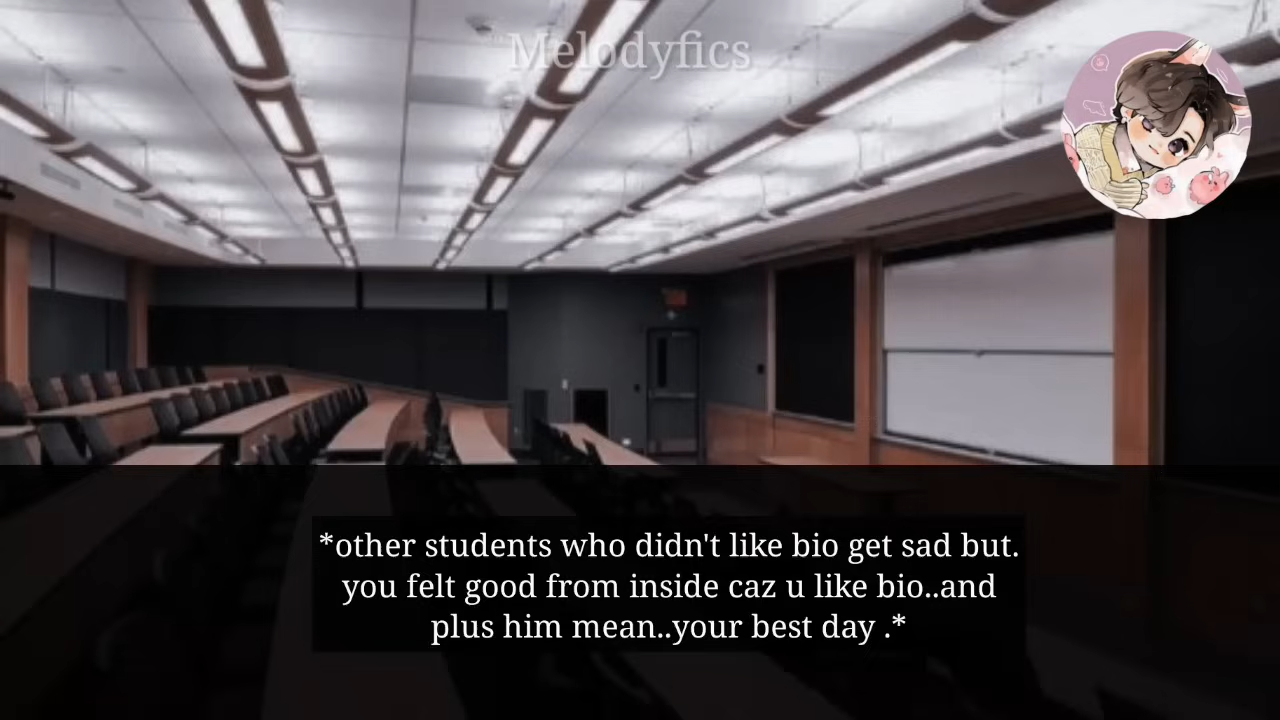 Melodyfics
*other students who didn't like bio get sad but.
you felt good from inside caz u like bio..and
plus him mean..your best day .*